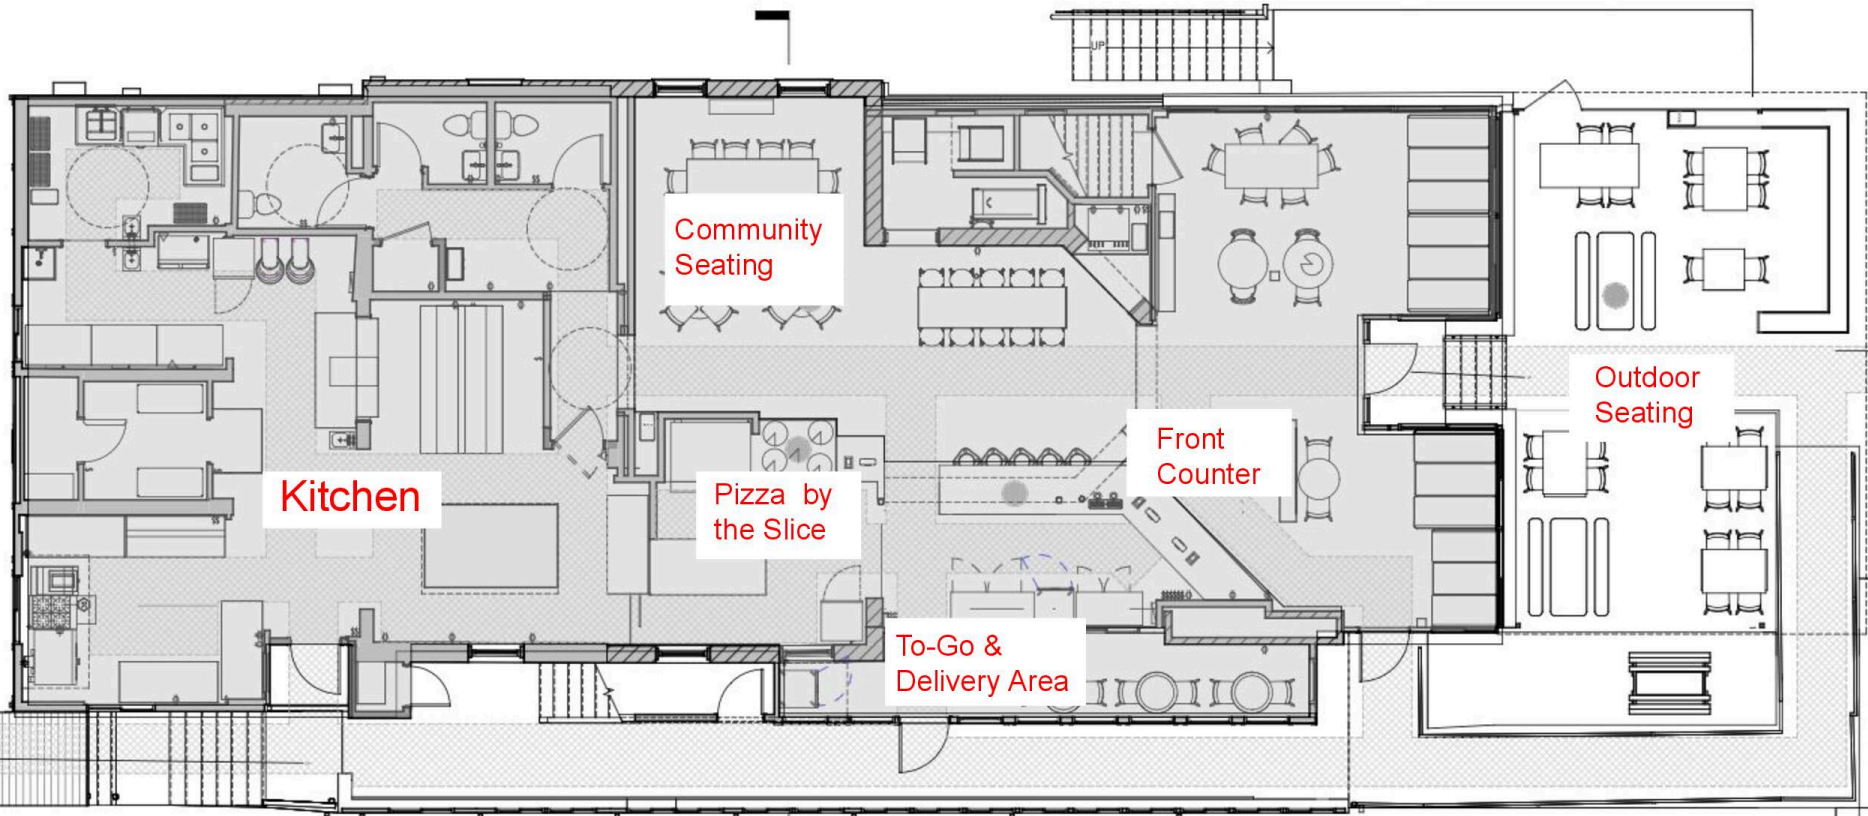 UP
Community
Seating
Outdoor
Seating
Front
Counter
Kitchen
Pizza by
the Slice
To-Go &
Delivery Area